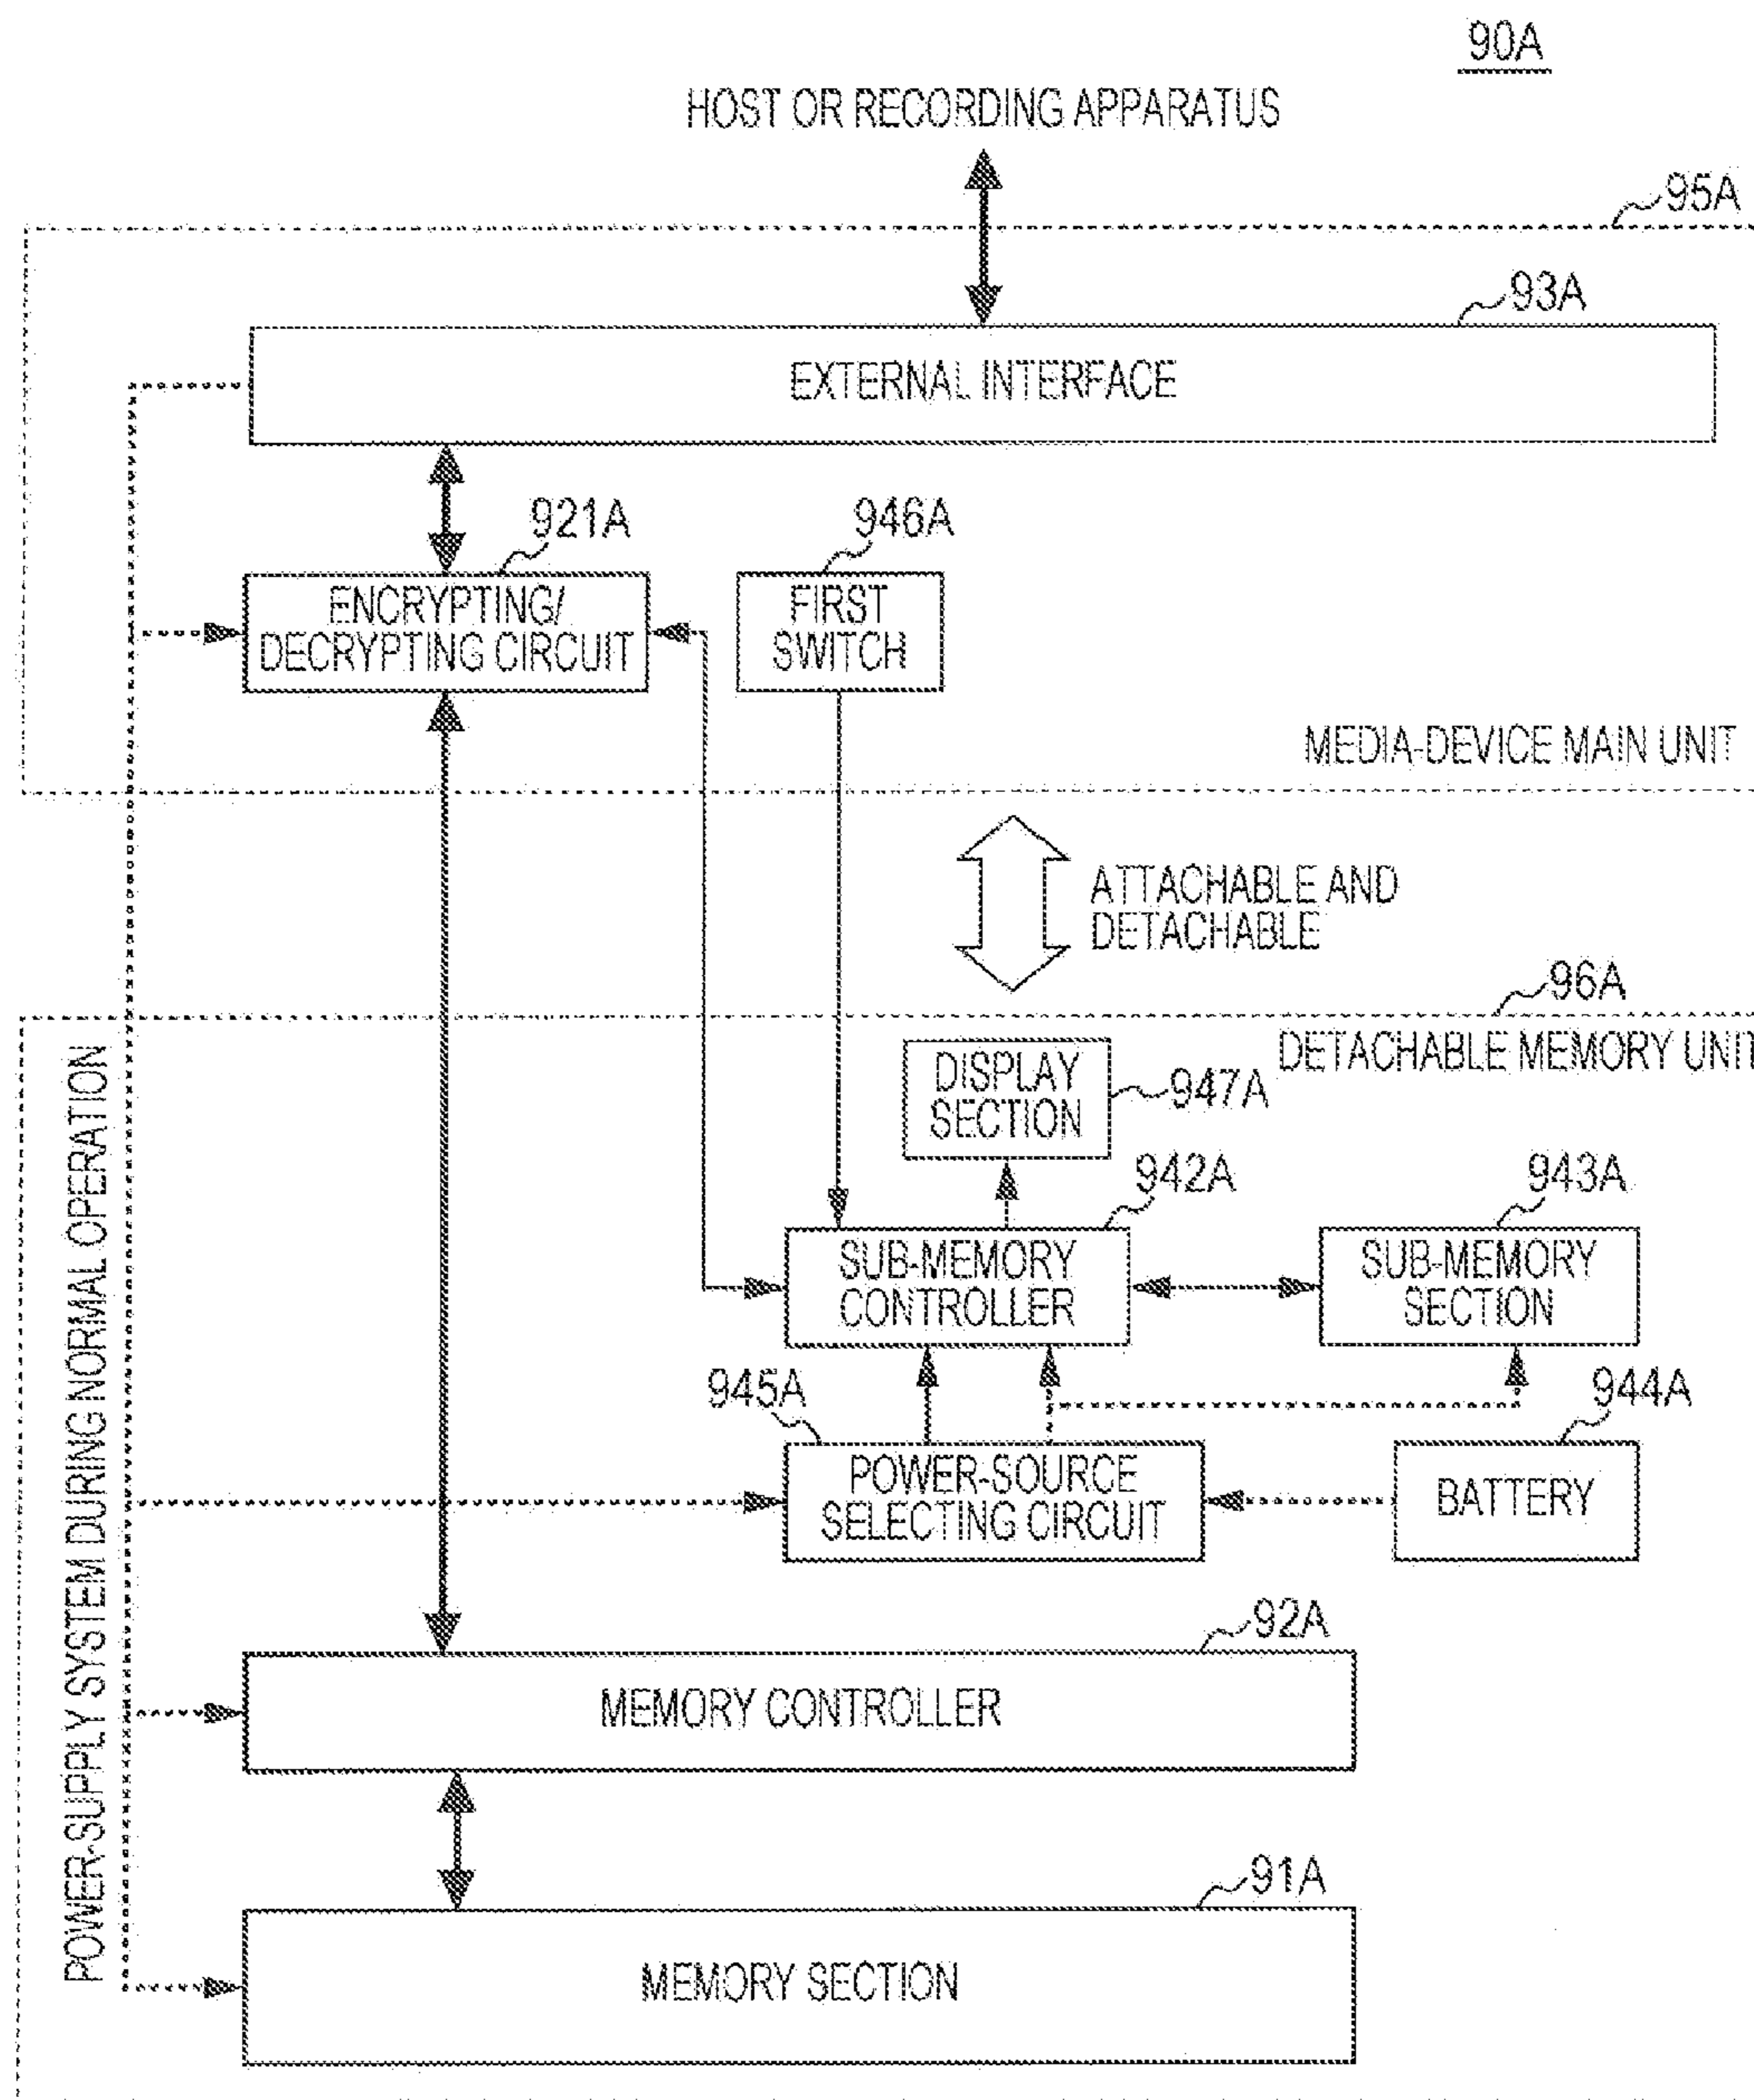 90A
HOST OR RECORDING APPARATUS
95A
93A
EXTERNAL INTERFACE
921A
946A
ENCRYPTING/
DECRYPTING CIRCUIT
FIRST
SWITCH
MEDIA-DEVICE MAIN UNIT
ATTACHABLE AND
DETACHABLE
96A
DETACHABLE MEMORY UNIT
POWER-SUPPLY SYSTEM DURING NORMAL OPERATION
DISPLAY
SECTION
947A
942A
943A
SUB-MEMORY
CONTROLLER
SUB-MEMORY
SECTION
945A
944A
POWER-SOURCE
SELECTING CIRCUIT
BATTERY
92A
MEMORY CONTROLLER
91A
MEMORY SECTION